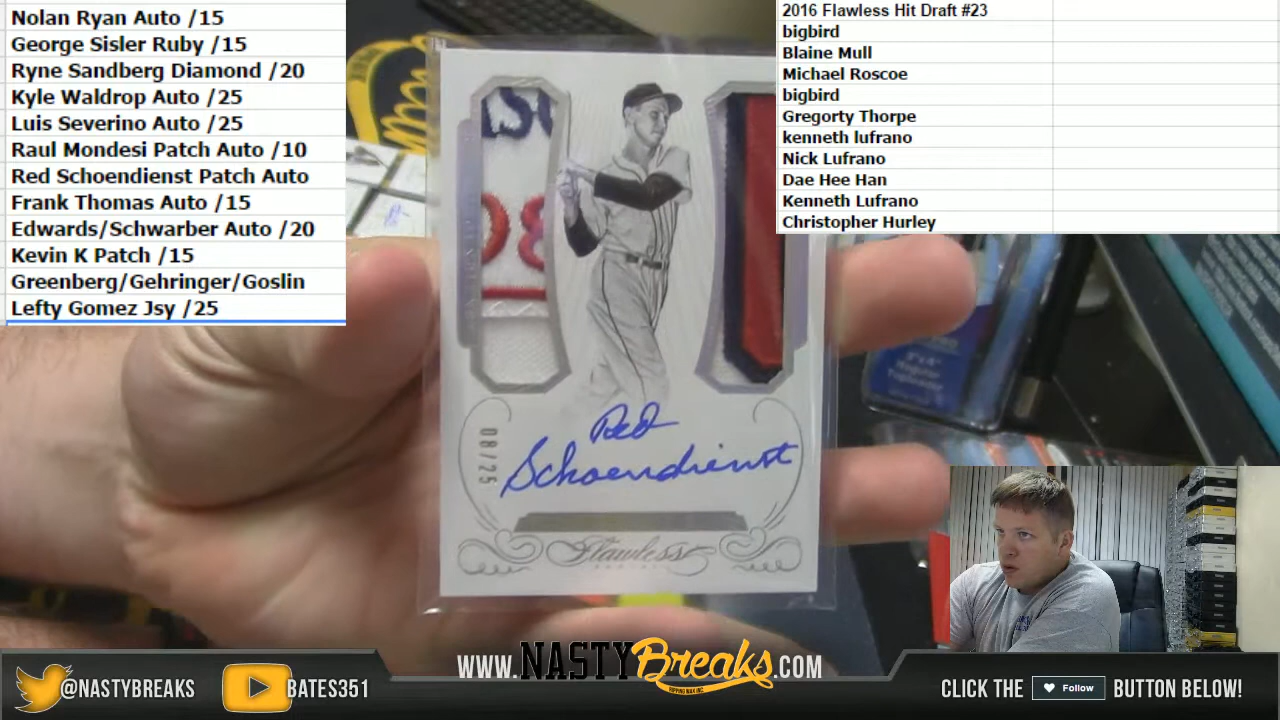 Nolan Ryan Auto /15
George Sisler Ruby /15
Ryne Sandberg Diamond /20
Kyle Waldrop Auto /25
Luis Severino Auto /25
Raul Mondesi Patch Auto /10
Red Schoendienst Patch Auto
Frank Thomas Auto /15
Edwards/Schwarber Auto /20
Kevin K Patch /15
Greenberg/Gehringer/Goslin
Lefty Gomez Jsy /25
2016 Flawless Hit Draft #23
bigbird
Blaine Mull
Michael Roscoe
bigbird
Gregorty Thorpe
kenneth lufrano
Nick Lufrano
Dae Hee Han
Kenneth Lufrano
Christopher Hurley
Red
Schoendienst
08/25
Flawless
@NASTYBREAKS
BATES351
WWW.NASTYBreaks.COM
CLICK THE Follow BUTTON BELOW!